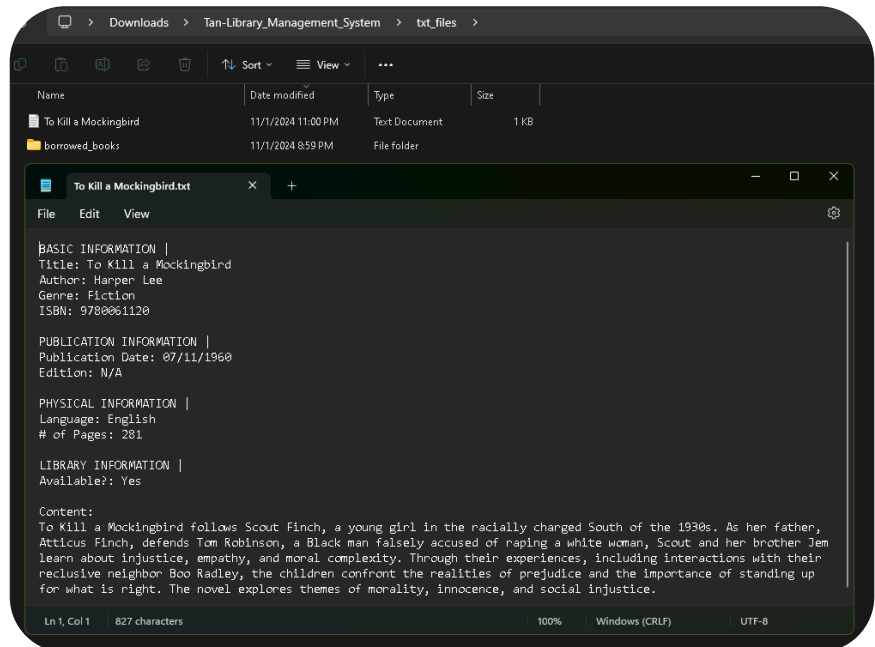 > Downloads > Tan-Library_Management_System > txt_files >
Sort View ...
Name Date modified Type Size
To Kill a Mockingbird 11/1/2024 11:00 PM Text Document 1 KB
borrowed_books 11/1/2024 8:59 PM File folder
To Kill a Mockingbird.txt
File Edit View
BASIC INFORMATION |
Title: To Kill a Mockingbird
Author: Harper Lee
Genre: Fiction
ISBN: 9780061120
PUBLICATION INFORMATION |
Publication Date: 07/11/1960
Edition: N/A
PHYSICAL INFORMATION |
Language: English
# of Pages: 281
LIBRARY INFORMATION |
Available?: Yes
Content:
To Kill a Mockingbird follows Scout Finch, a young girl in the racially charged South of the 1930s. As her father,
Atticus Finch, defends Tom Robinson, a Black man falsely accused of raping a white woman, Scout and her brother Jem
learn about injustice, empathy, and moral complexity. Through their experiences, including interactions with their
reclusive neighbor Boo Radley, the children confront the realities of prejudice and the importance of standing up
for what is right. The novel explores themes of morality, innocence, and social injustice.
Ln 1, Col 1 827 characters 100% Windows (CRLF) UTF-8